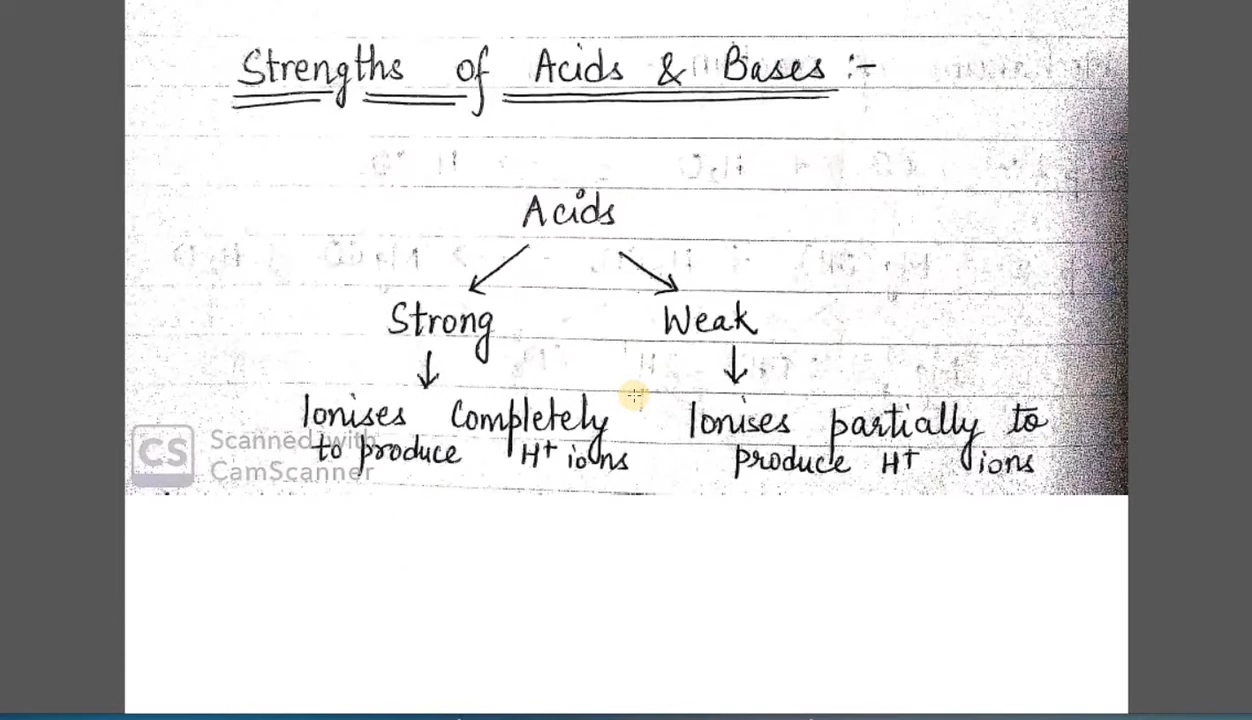 Strengths of Acids & Bases :-
Acids
Strong Weak
Ionises Completely Ionises partially to
to produce H+ ions produce H+ ions
CS Scanned with
CamScanner